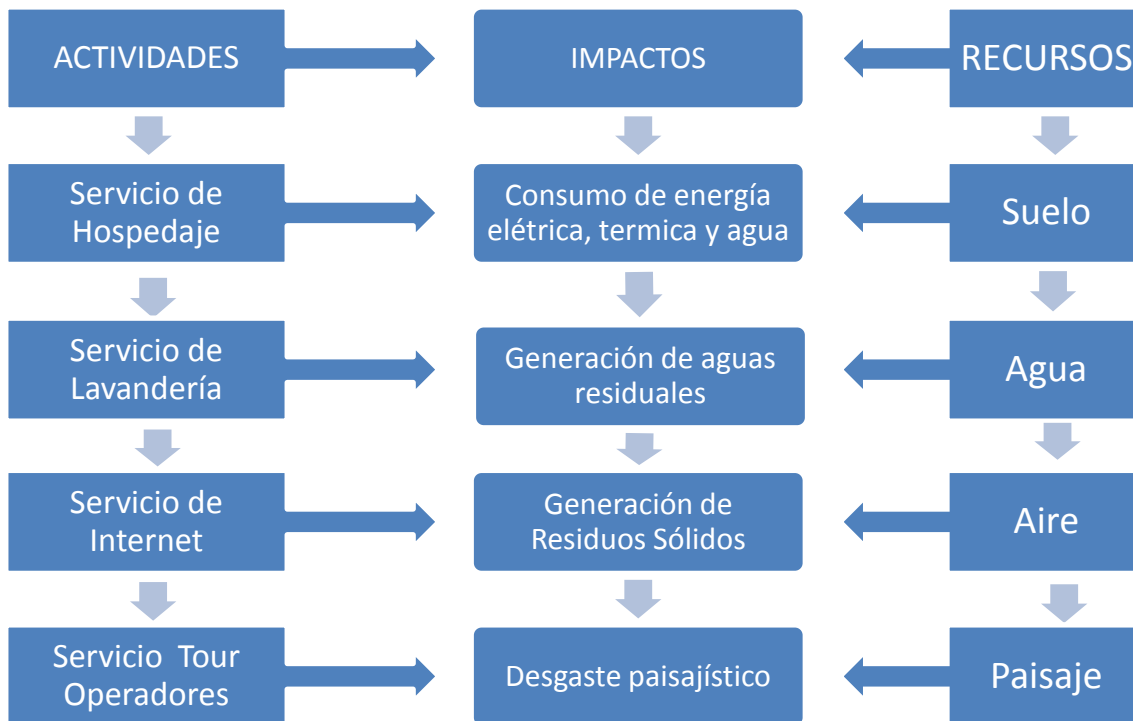 ACTIVIDADES
IMPACTOS
RECURSOS
Servicio de
Hospedaje
Consumo de energía
elétrica, termica y agua
Suelo
Servicio de
Lavandería
Generación de aguas
residuales
Agua
Servicio de
Internet
Generación de
Residuos Sólidos
Aire
Servicio Tour
Operadores
Desgaste paisajístico
Paisaje